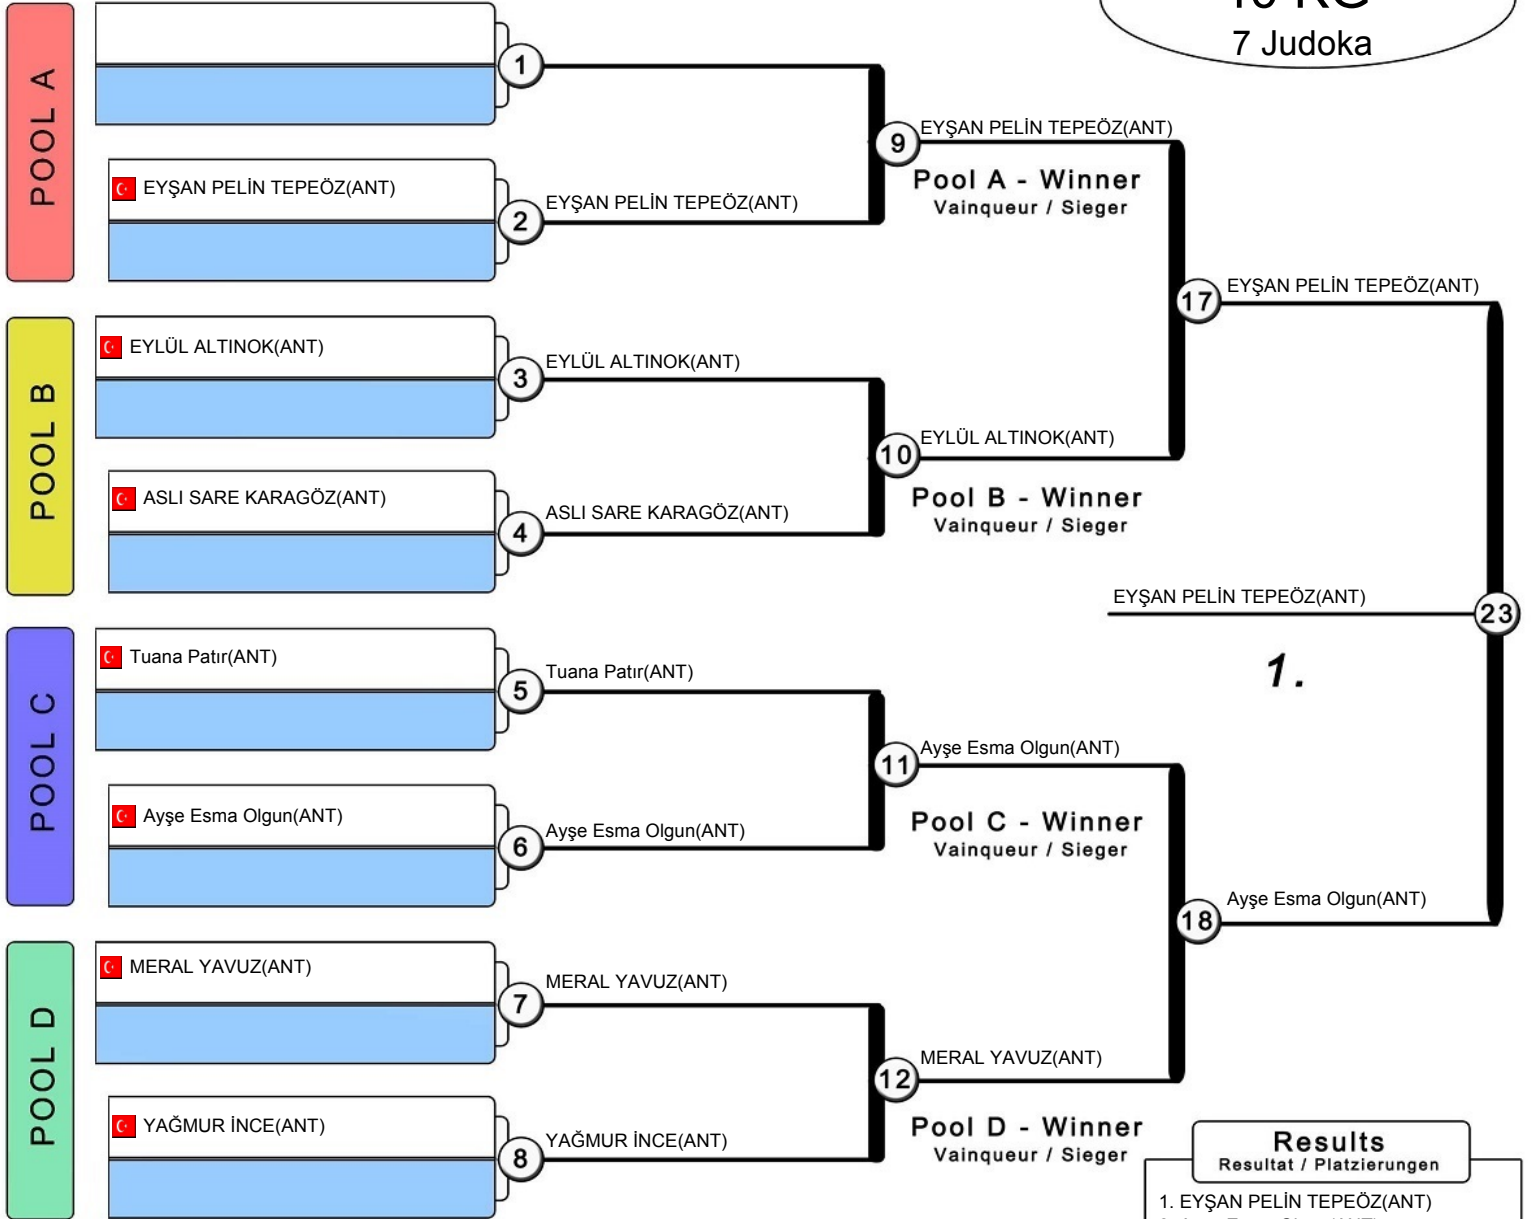 7 Judoka
POOL A
1
EYŞAN PELİN TEPEÖZ(ANT)
2
EYŞAN PELİN TEPEÖZ(ANT)
9
EYŞAN PELİN TEPEÖZ(ANT)
Pool A - Winner
Vainqueur / Sieger
POOL B
EYLÜL ALTINOK(ANT)
3
EYLÜL ALTINOK(ANT)
ASLI SARE KARAGÖZ(ANT)
4
ASLI SARE KARAGÖZ(ANT)
10
EYLÜL ALTINOK(ANT)
Pool B - Winner
Vainqueur / Sieger
17
EYŞAN PELİN TEPEÖZ(ANT)
EYŞAN PELİN TEPEÖZ(ANT)
23
1.
POOL C
Tuana Patır(ANT)
5
Tuana Patır(ANT)
Ayşe Esma Olgun(ANT)
6
Ayşe Esma Olgun(ANT)
11
Ayşe Esma Olgun(ANT)
Pool C - Winner
Vainqueur / Sieger
18
Ayşe Esma Olgun(ANT)
POOL D
MERAL YAVUZ(ANT)
7
MERAL YAVUZ(ANT)
YAĞMUR İNCE(ANT)
8
YAĞMUR İNCE(ANT)
12
MERAL YAVUZ(ANT)
Pool D - Winner
Vainqueur / Sieger
Results
Resultat / Platzierungen
1. EYŞAN PELİN TEPEÖZ(ANT)